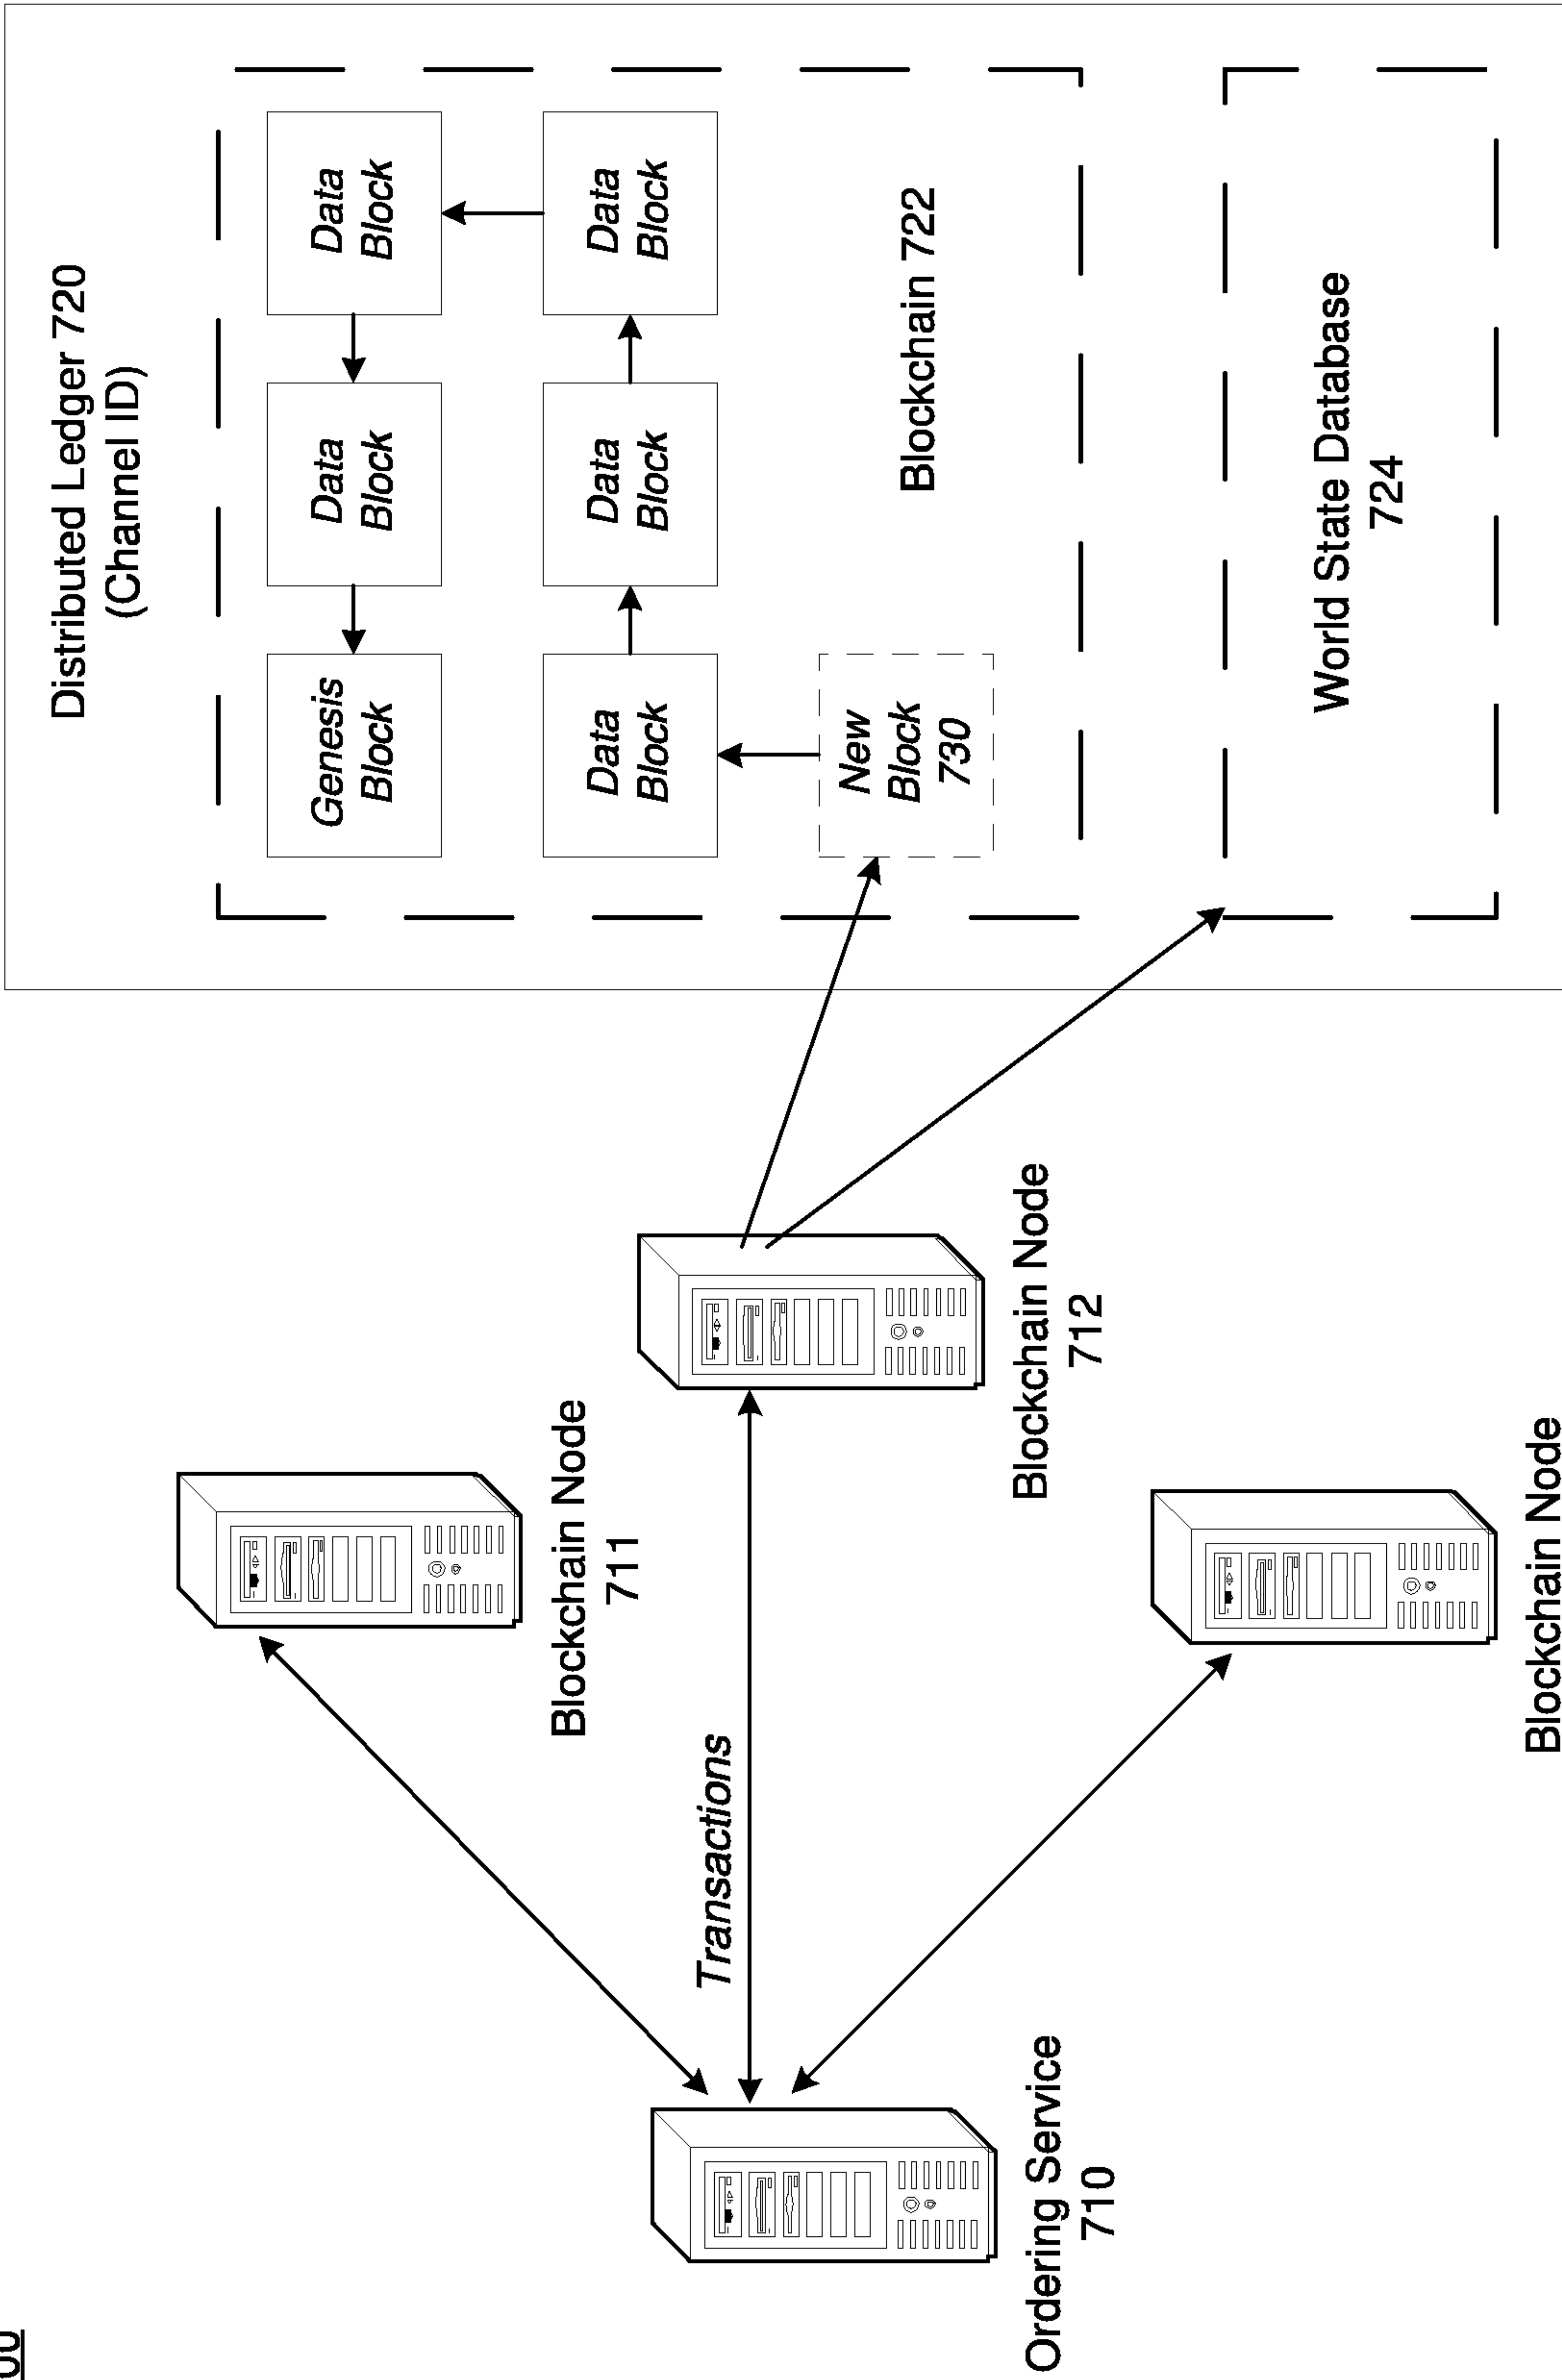 Distributed Ledger 720
(Channel ID)
Genesis
Block
Data
Block
Data
Block
Data
Block
Data
Block
Data
Block
New
Block
730
Blockchain 722
World State Database
724
Blockchain Node
711
Transactions
Blockchain Node
712
Ordering Service
710
Blockchain Node